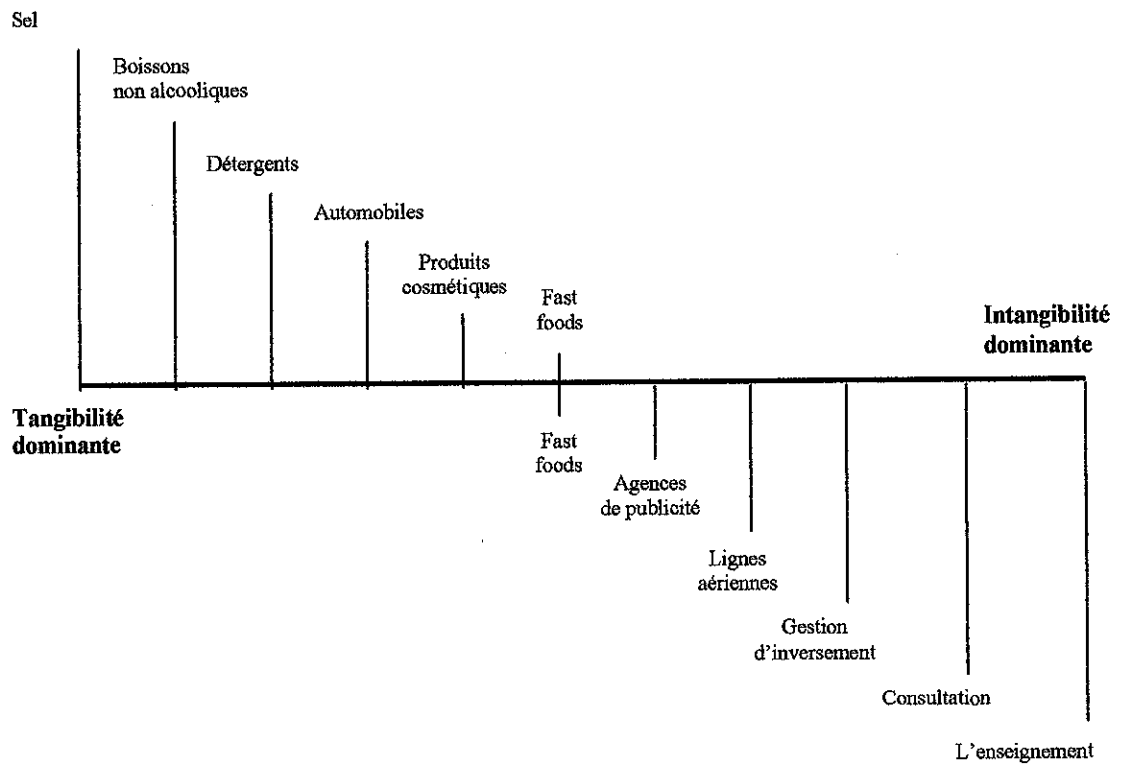 Sel
Boissons
non alcooliques
Détergents
Automobiles
Produits
cosmétiques
Fast
foods
Intangibilité
dominante
Tangibilité
dominante
Fast
foods
Agences
de publicité
Lignes
aériennes
Gestion
d'inversement
Consultation
L'enseignement